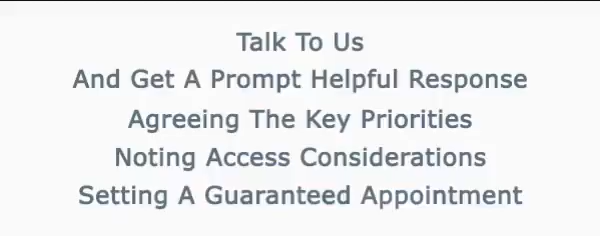 Talk To Us
And Get A Prompt Helpful Response
Agreeing The Key Priorities
Noting Access Considerations
Setting A Guaranteed Appointment